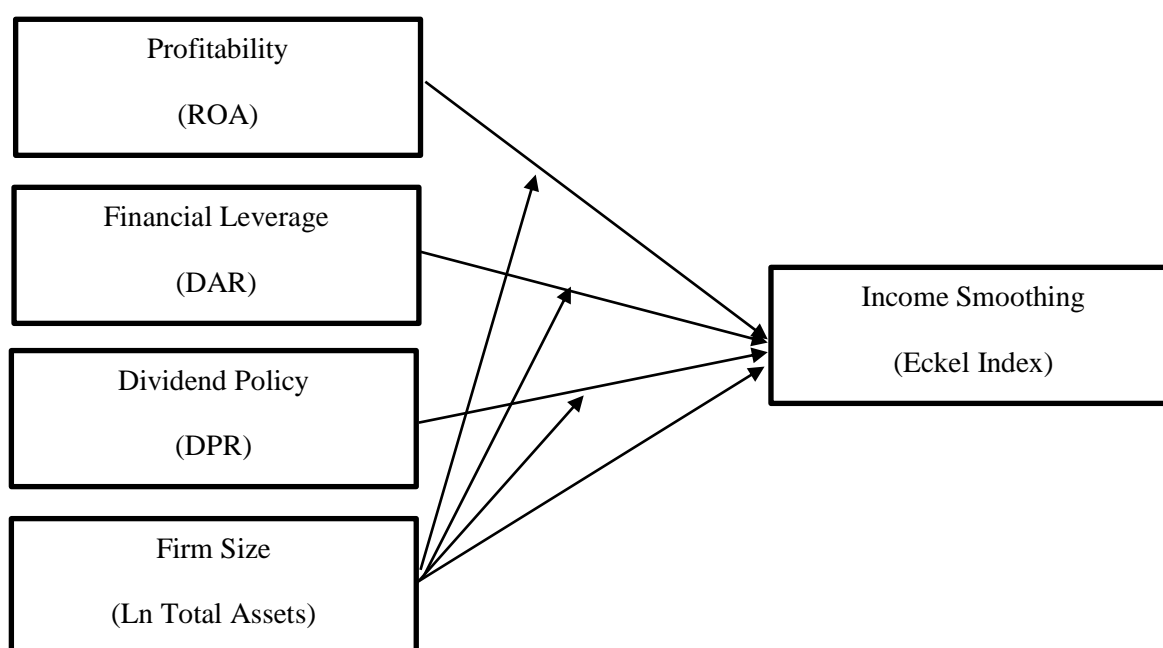 Profitability
(ROA)
Financial Leverage
(DAR)
Dividend Policy
(DPR)
Firm Size
(Ln Total Assets)
Income Smoothing
(Eckel Index)